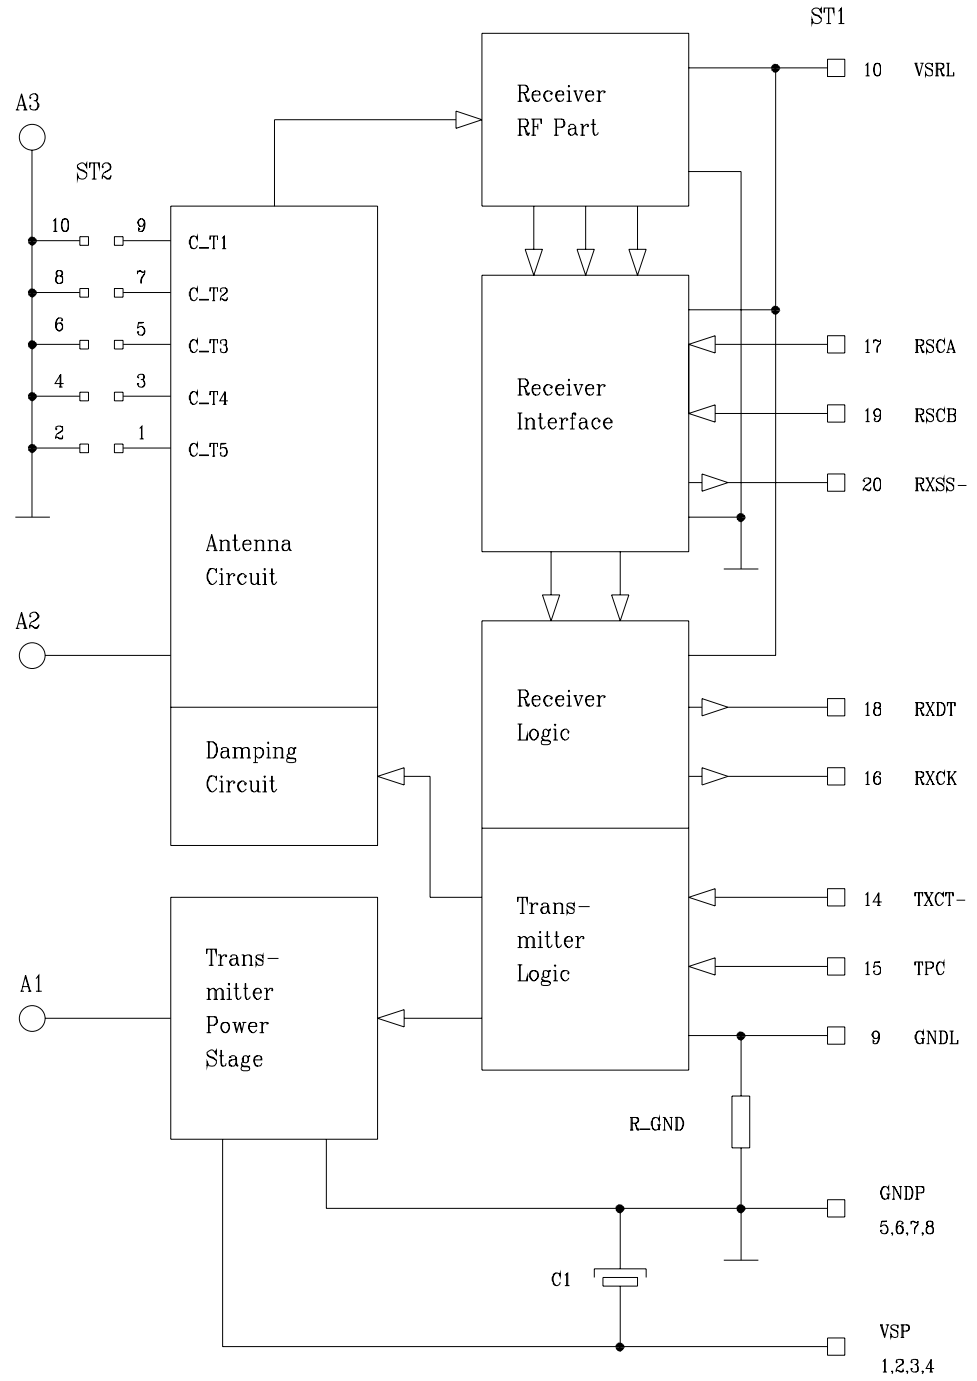 ST1
Receiver
RF Part
10 VSRL
A3
ST2
10 9 C_T1
8 7 C_T2
6 5 C_T3
4 3 C_T4
2 1 C_T5
17 RSCA
Receiver
Interface
19 RSCB
20 RXSS-
Antenna
Circuit
A2
Receiver
Logic
18 RXDT
Damping
Circuit
16 RXCK
14 TXCT-
Trans-
mitter
Logic
15 TPC
Trans-
mitter
Power
Stage
A1
9 GNDL
R_GND
GNDP
5,6,7,8
C1
VSP
1,2,3,4